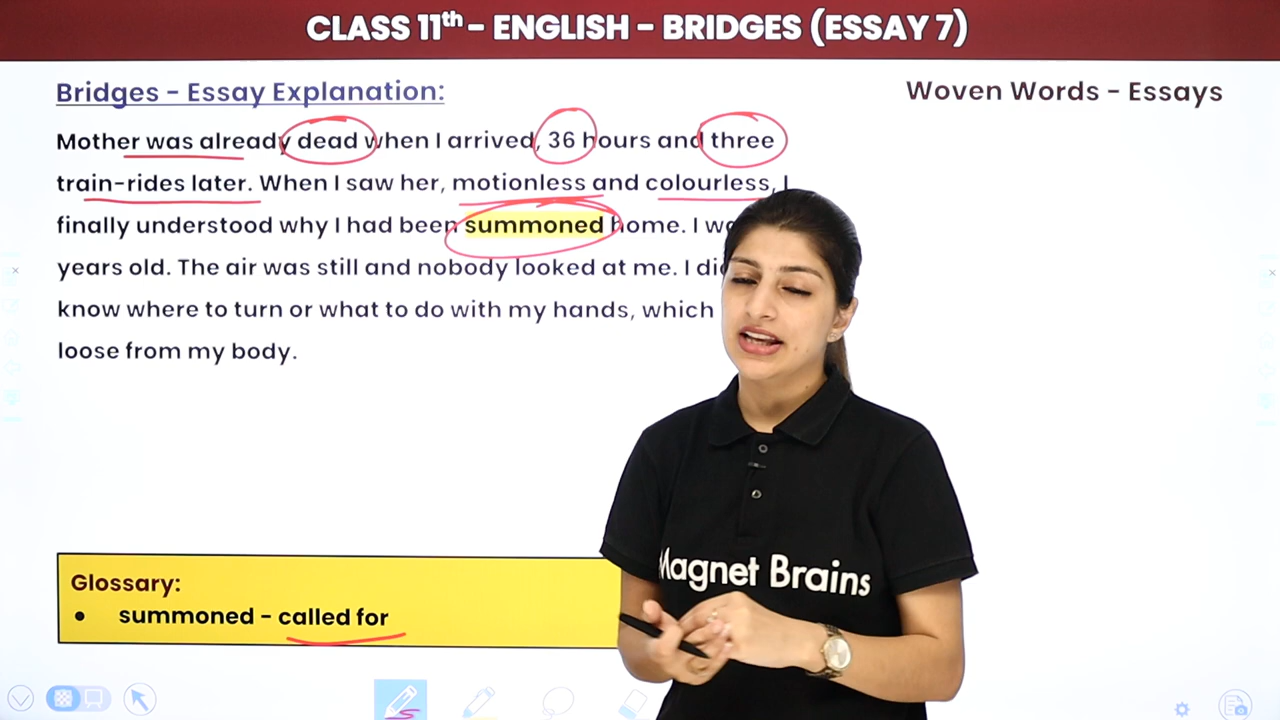 CLASS 11th - ENGLISH - BRIDGES (ESSAY 7)
Bridges - Essay Explanation:
Woven Words - Essays
Mother was already dead when I arrived, 36 hours and three
train-rides later. When I saw her, motionless and colourless, I
finally understood why I had been summoned home. I
years old. The air was still and nobody looked at me. I
know where to turn or what to do with my hands, which
loose from my body.
Glossary:
• summoned - called for
Magnet Brains